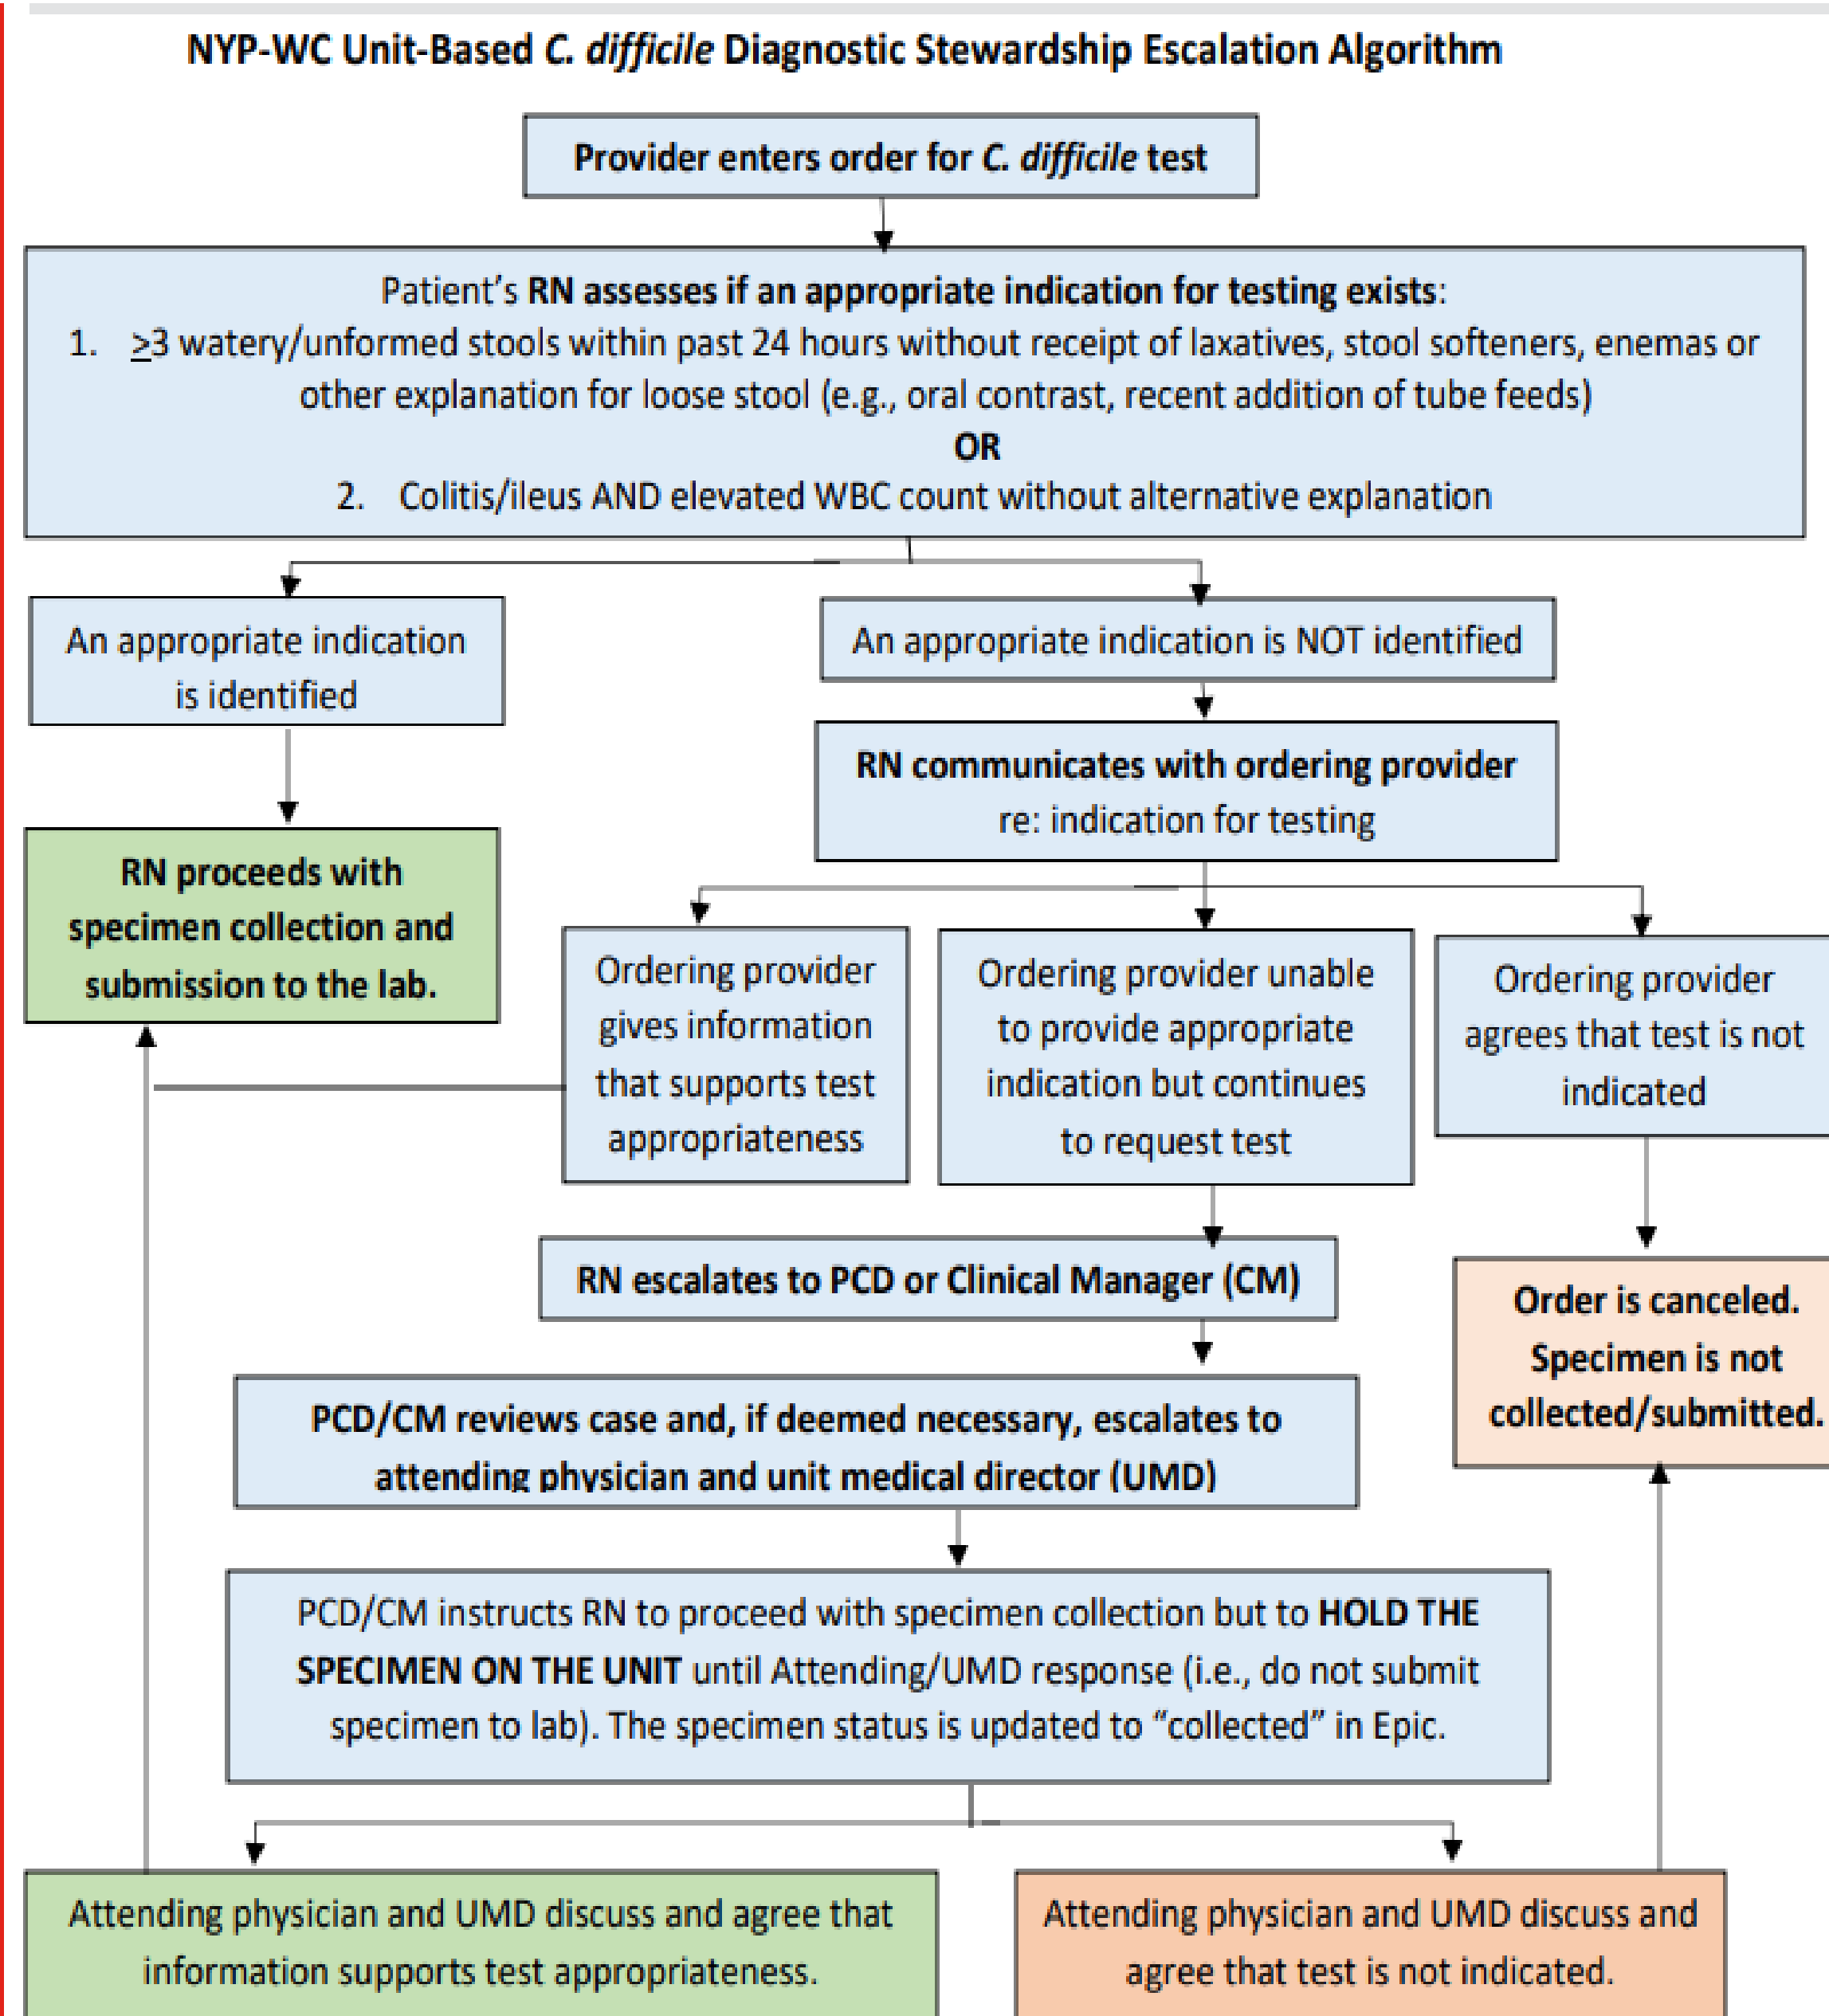 NYP-WC Unit-Based C. difficile Diagnostic Stewardship Escalation Algorithm
Provider enters order for C. difficile test
Patient's RN assesses if an appropriate indication for testing exists:
1. ≥3 watery/unformed stools within past 24 hours without receipt of laxatives, stool softeners, enemas or
other explanation for loose stool (e.g., oral contrast, recent addition of tube feeds)
OR
2. Colitis/ileus AND elevated WBC count without alternative explanation
An appropriate indication
is identified
An appropriate indication is NOT identified
RN communicates with ordering provider
re: indication for testing
RN proceeds with
specimen collection and
submission to the lab.
Ordering provider
gives information
that supports test
appropriateness
Ordering provider unable
to provide appropriate
indication but continues
to request test
Ordering provider
agrees that test is not
indicated
RN escalates to PCD or Clinical Manager (CM)
Order is canceled.
Specimen is not
collected/submitted.
PCD/CM reviews case and, if deemed necessary, escalates to
attending physician and unit medical director (UMD)
PCD/CM instructs RN to proceed with specimen collection but to HOLD THE
SPECIMEN ON THE UNIT until Attending/UMD response (i.e., do not submit
specimen to lab). The specimen status is updated to "collected" in Epic.
Attending physician and UMD discuss and agree that
information supports test appropriateness.
Attending physician and UMD discuss and
agree that test is not indicated.